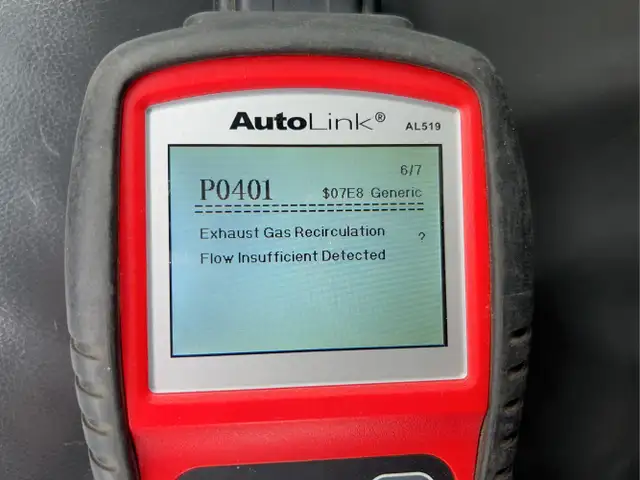 AutoLink®
AL519
6/7
P0401 $07E8 Generic
Exhaust Gas Recirculation ?
Flow Insufficient Detected